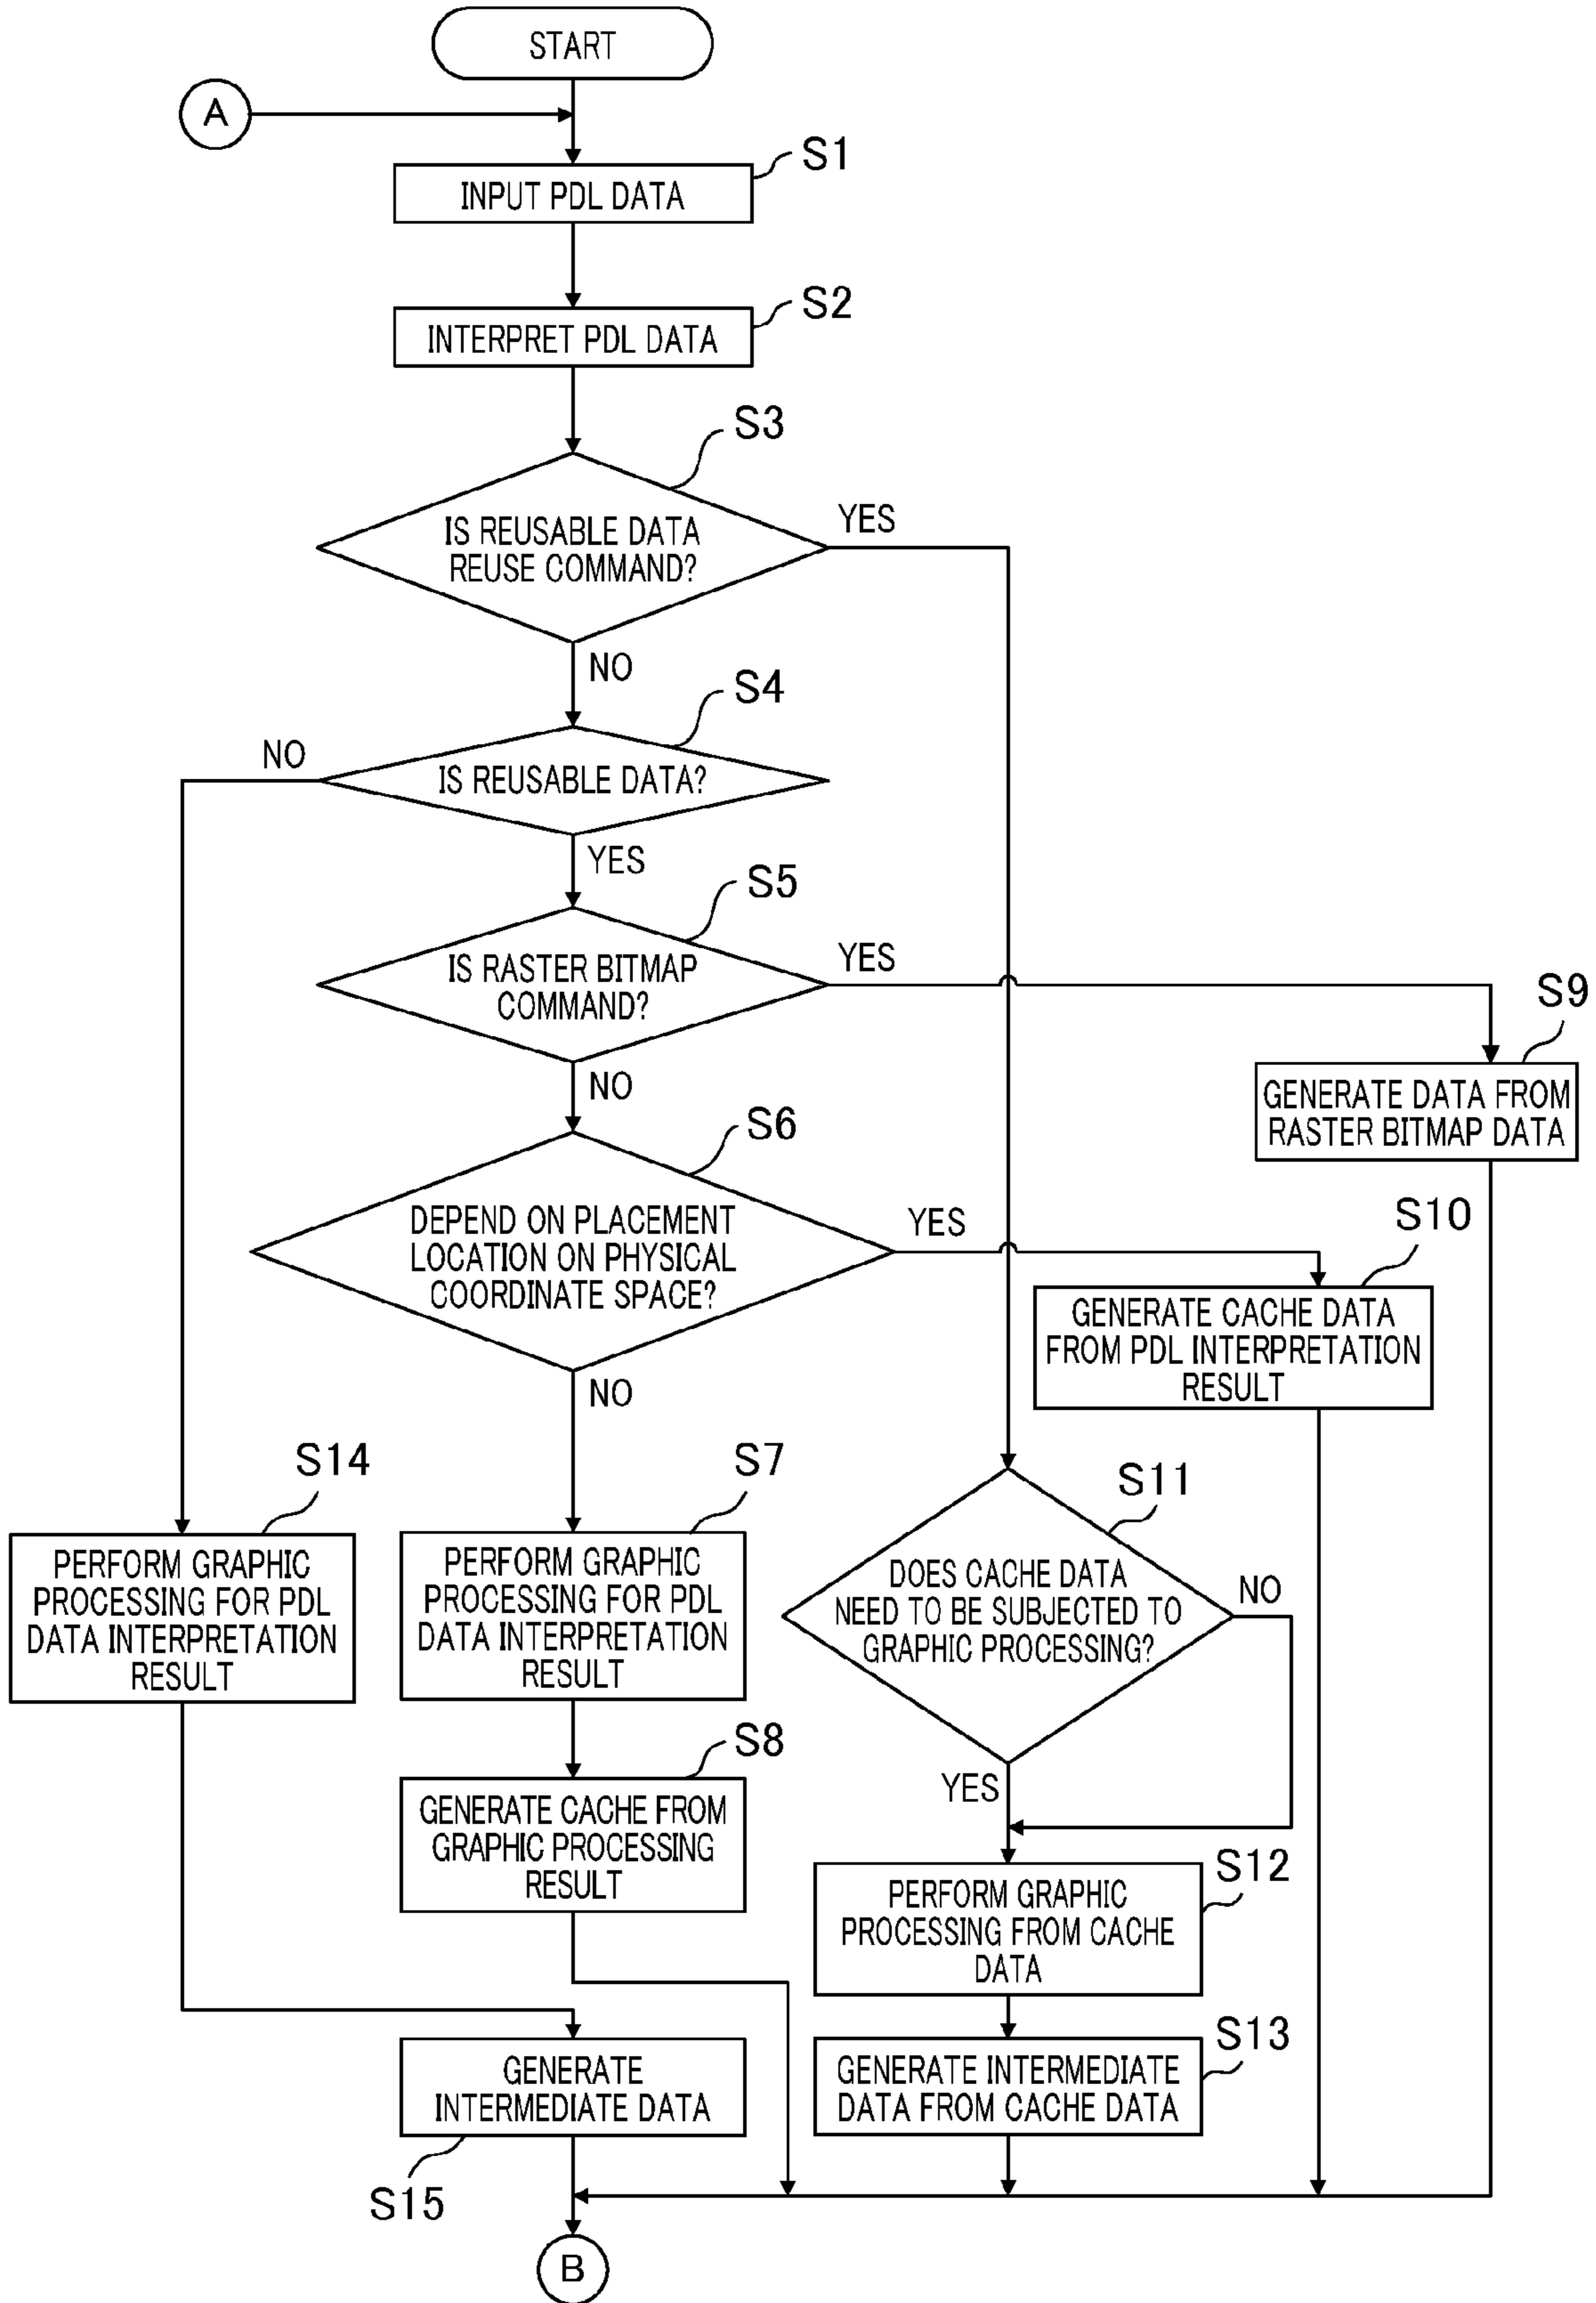 START
A
S1
INPUT PDL DATA
S2
INTERPRET PDL DATA
S3
IS REUSABLE DATA
REUSE COMMAND?
YES
NO
S4
NO
IS REUSABLE DATA?
YES
S5
IS RASTER BITMAP
COMMAND?
YES
NO
S9
GENERATE DATA FROM
RASTER BITMAP DATA
S6
DEPEND ON PLACEMENT
LOCATION ON PHYSICAL
COORDINATE SPACE?
YES
NO
S10
GENERATE CACHE DATA
FROM PDL INTERPRETATION
RESULT
S14
PERFORM GRAPHIC
PROCESSING FOR PDL
DATA INTERPRETATION
RESULT
S7
PERFORM GRAPHIC
PROCESSING FOR PDL
DATA INTERPRETATION
RESULT
S11
DOES CACHE DATA
NEED TO BE SUBJECTED TO
GRAPHIC PROCESSING?
NO
YES
S8
GENERATE CACHE FROM
GRAPHIC PROCESSING
RESULT
S12
PERFORM GRAPHIC
PROCESSING FROM CACHE
DATA
S13
GENERATE INTERMEDIATE
DATA FROM CACHE DATA
GENERATE
INTERMEDIATE DATA
S15
B